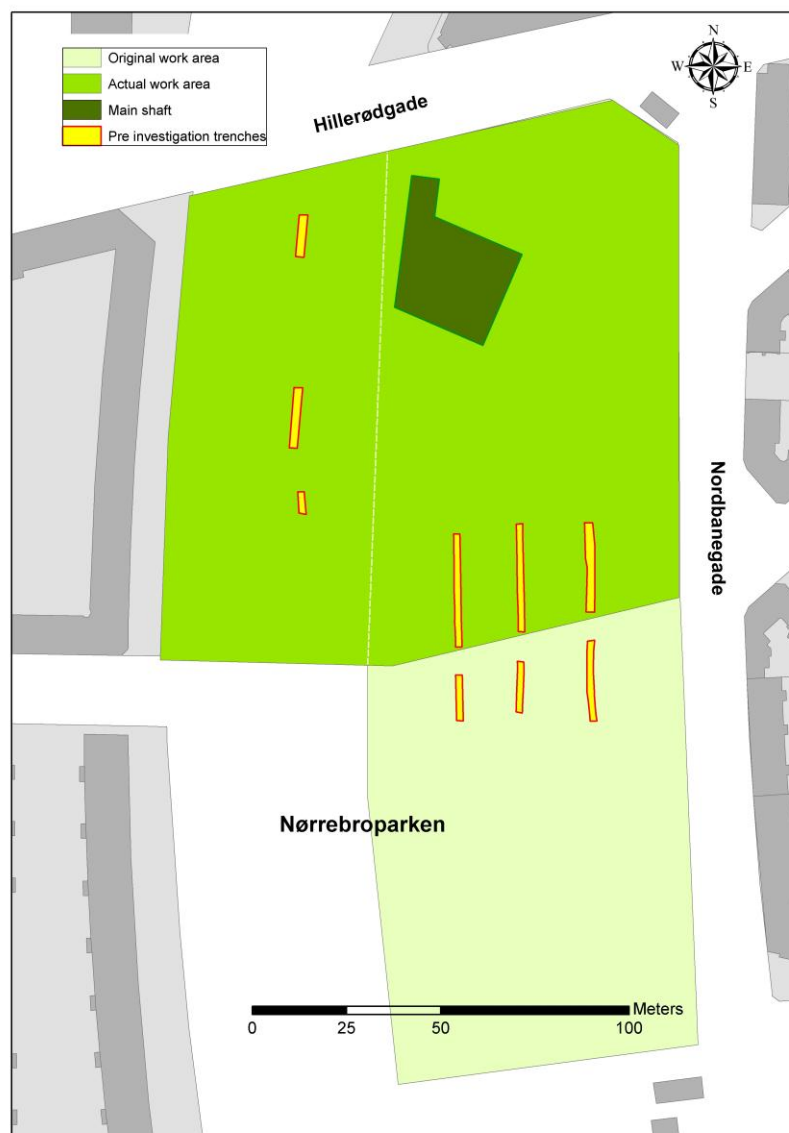 Original work area
Actual work area
Main shaft
Pre investigation trenches
N
W E
S
Hillerødgade
Nordbanegade
Nørrebroparken
Meters
0 25 50 100